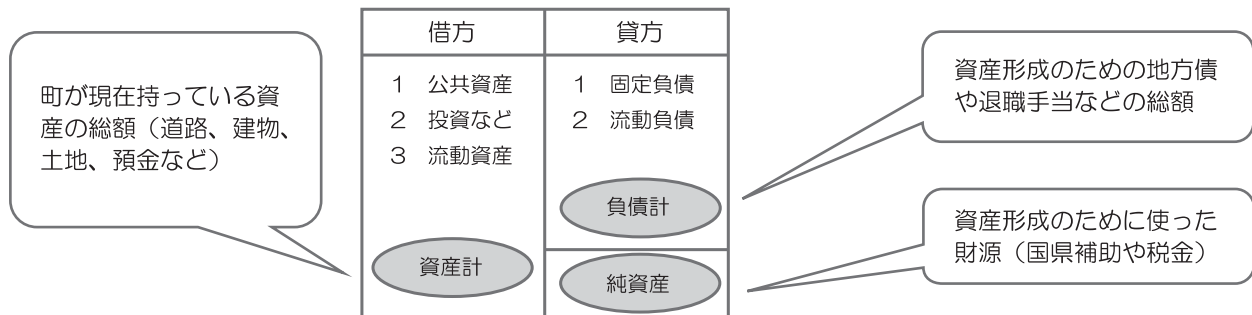 町が現在持っている資
産の総額（道路、建物、
土地、預金など）
借方
1　公共資産
2　投資など
3　流動資産
資産計
貸方
1　固定負債
2　流動負債
負債計
純資産
資産形成のための地方債
や退職手当などの総額
資産形成のために使った
財源（国県補助や税金）